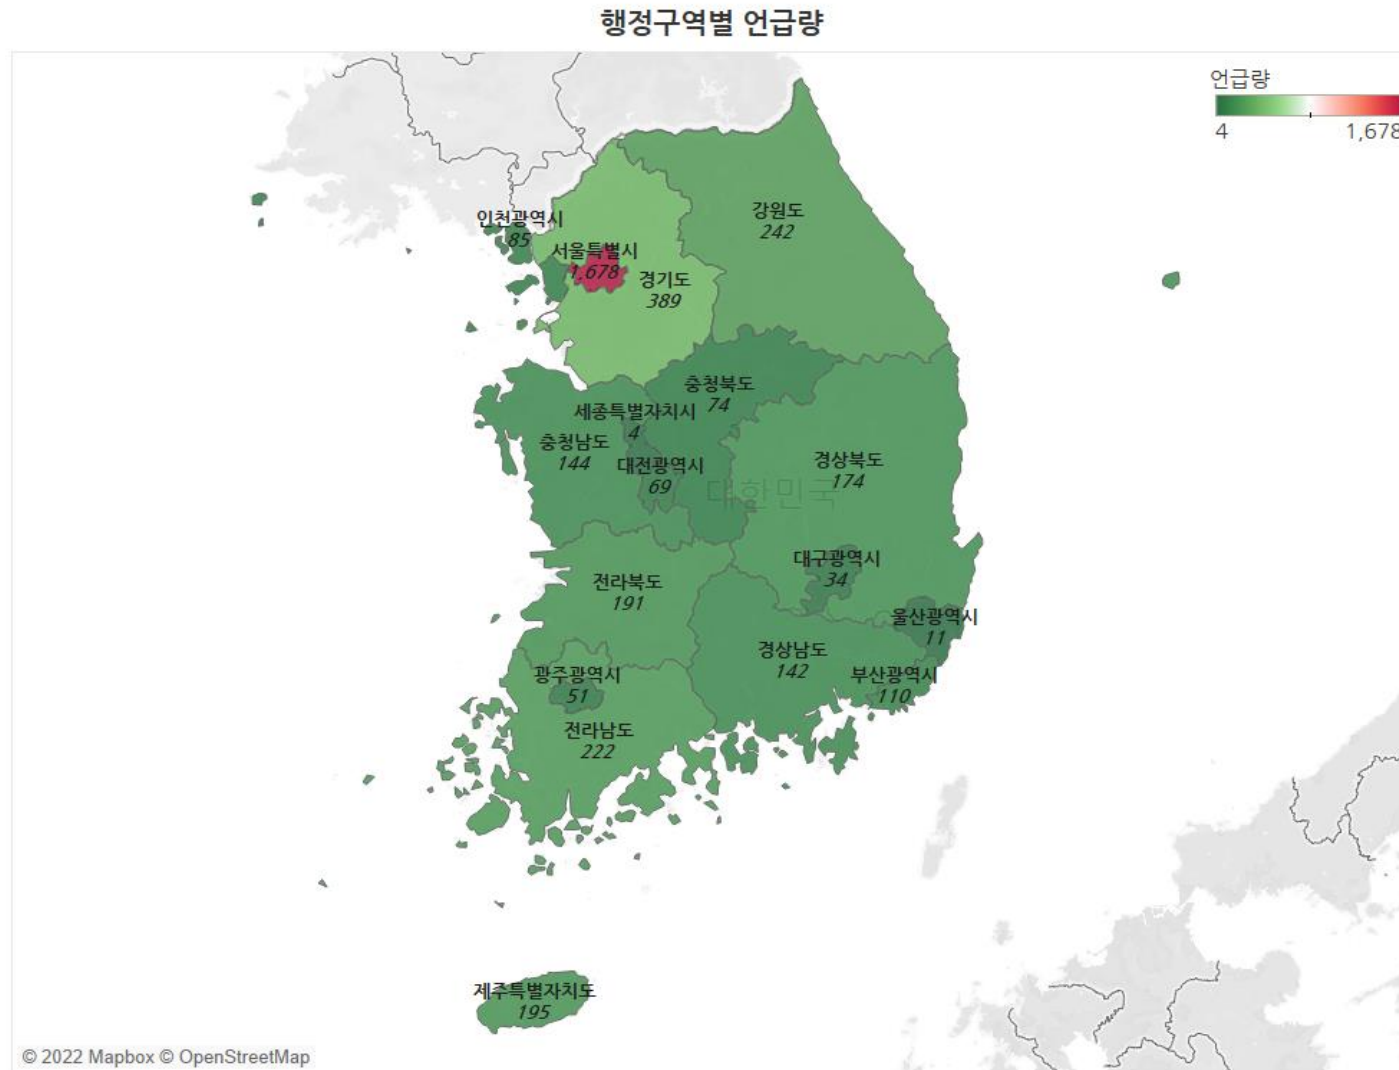 행정구역별 언급량
언급량
4
1,678
강원도
242
인천광역시
85
서울특별시
1,678
경기도
389
충청북도
74
세종특별자치시
4
충청남도
144
대전광역시
69
경상북도
174
대한민국
대구광역시
34
전라북도
191
울산광역시
11
경상남도
142
부산광역시
110
광주광역시
51
전라남도
222
제주특별자치도
195
© 2022 Mapbox © OpenStreetMap